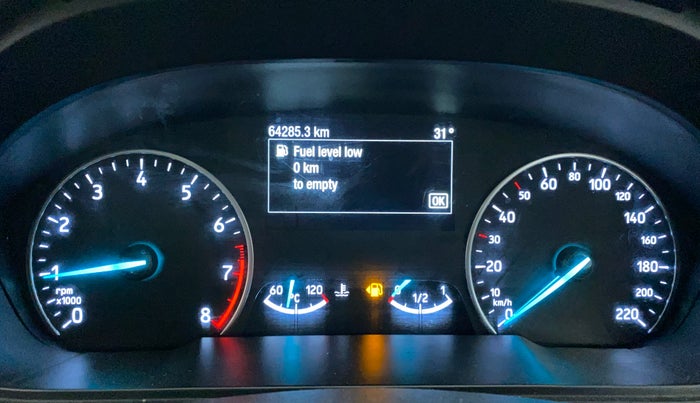 64285.3 km 31°
Fuel level low
0 km
to empty
OK
0 1 2 3 4 5 6 7 8
rpm
x1000
60 120
°C
0 1
1/2
0 10 20 30 40 50 60 80 100 120 140 160 180 200 220
km/h